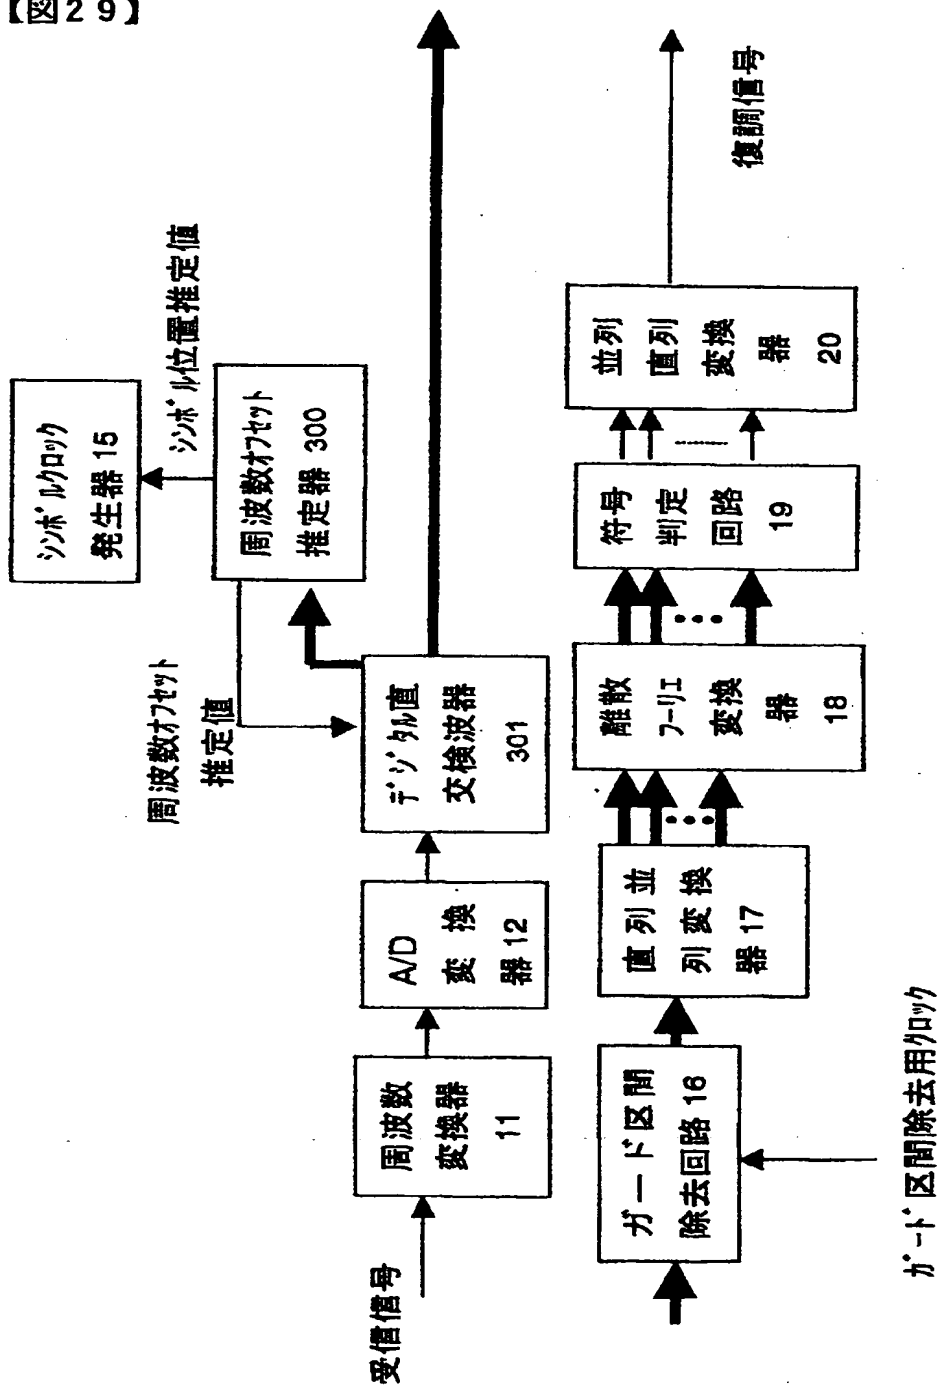 【図29】
シンボルクロック
発生器 15
シンボル位置推定値
周波数オフセット
推定器 300
周波数オフセット
推定値
受信信号
周波数
変換器
11
A/D
変 換
器 12
デジタル直
交検波器
301
ガード区間
除去回路 16
ガード区間除去用クロック
直列並
列変換
器 17
離散
フーリエ
変換
器
18
符号
判定
回路
19
並列
直列
変換
器
20
復調信号